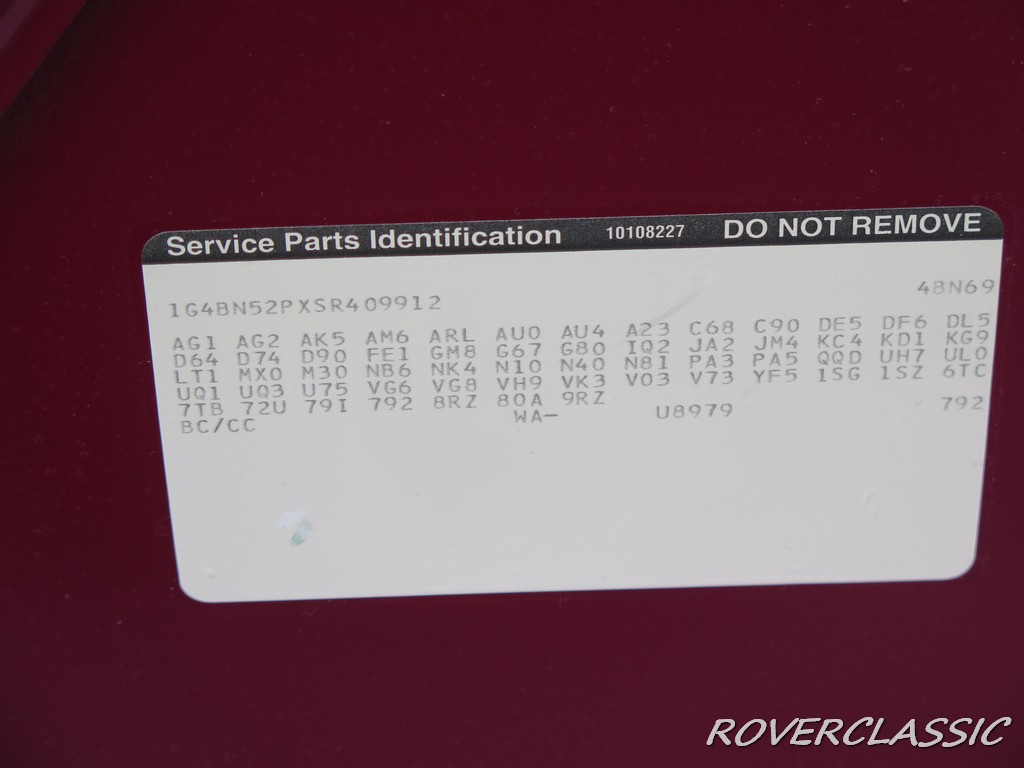 Service Parts Identification 10108227 DO NOT REMOVE
1G4BN52PXSR409912 4BN69
AG1 AG2 AK5 AM6 ARL AU0 AU4 A23 C68 C90 DE5 DF6 DL5
D64 D74 D90 FE1 GM8 G67 G80 IQ2 JA2 JM4 KC4 KD1 KG9
LT1 MX0 M30 NB6 NK4 N10 N40 N81 PA3 PA5 QQD UH7 UL0
UQ1 UQ3 U75 VG6 VG8 VH9 VK3 V03 V73 YF5 1SG 1SZ 6TC
7TB 72U 79I 792 8RZ 80A 9RZ
BC/CC WA- U8979 792
ROVERCLASSIC